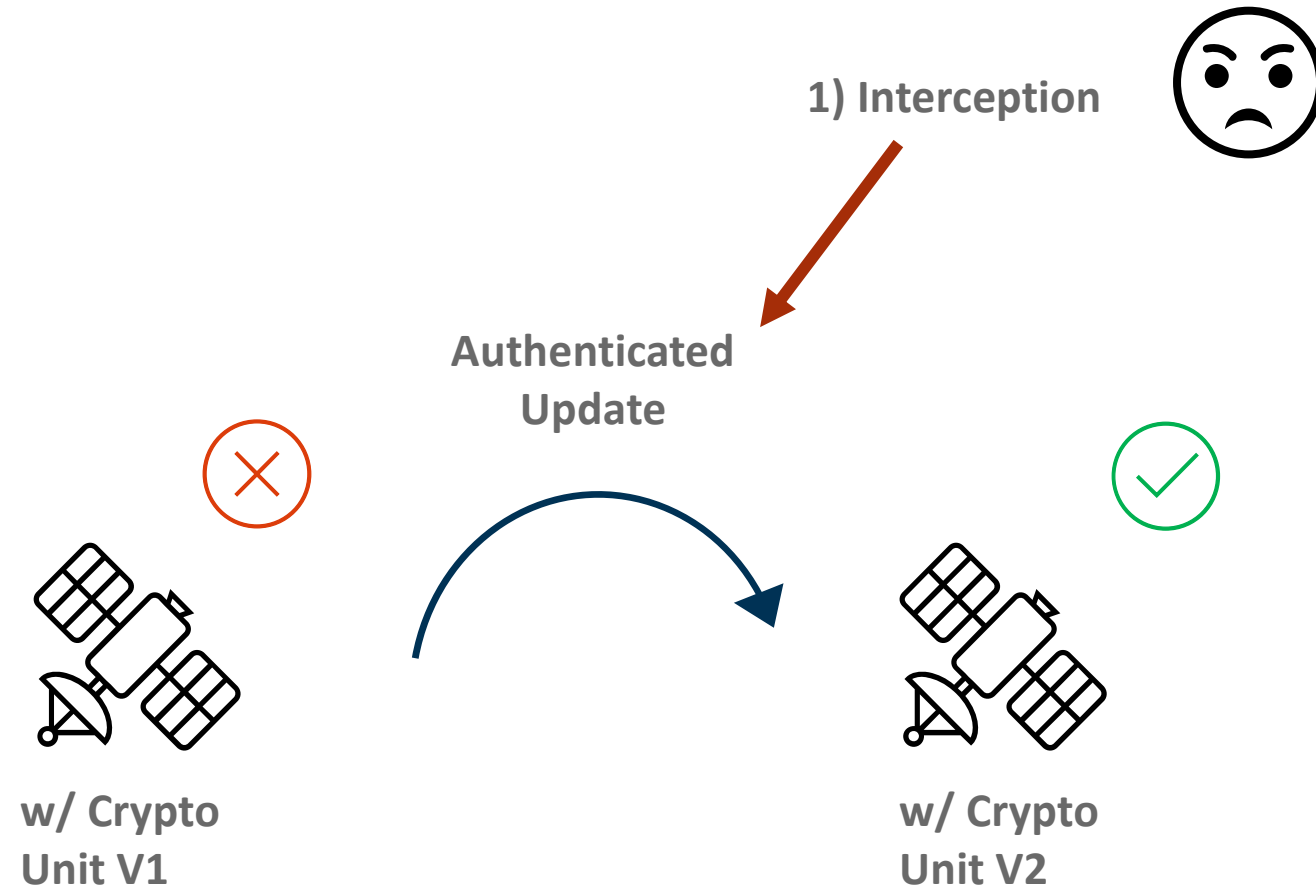 1) Interception
Authenticated
Update
w/ Crypto
Unit V1
w/ Crypto
Unit V2